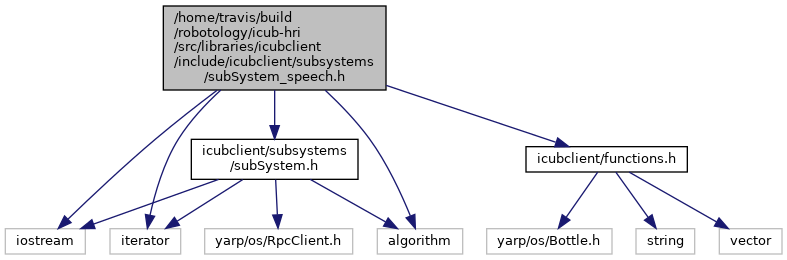 /home/travis/build
/robotology/icub-hri
/src/libraries/icubclient
/include/icubclient/subsystems
/subSystem_speech.h
icubclient/subsystems
/subSystem.h
icubclient/functions.h
iostream
iterator
yarp/os/RpcClient.h
algorithm
yarp/os/Bottle.h
string
vector